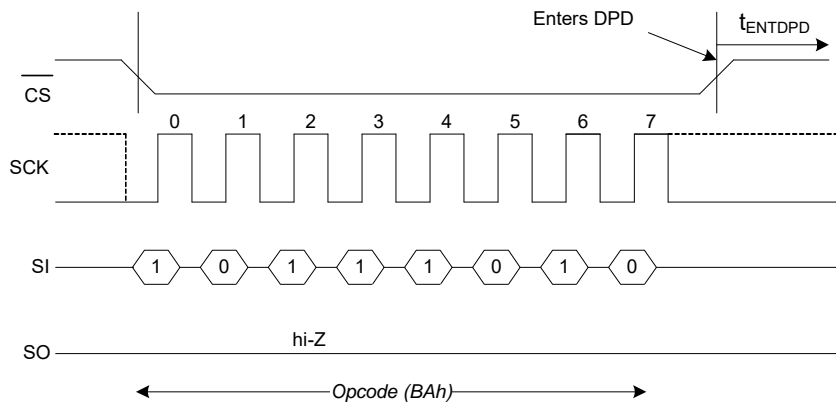 Enters DPD
tENTDPD
CS
0 1 2 3 4 5 6 7
SCK
SI 1 0 1 1 1 0 1 0
hi-Z
SO
Opcode (BAh)